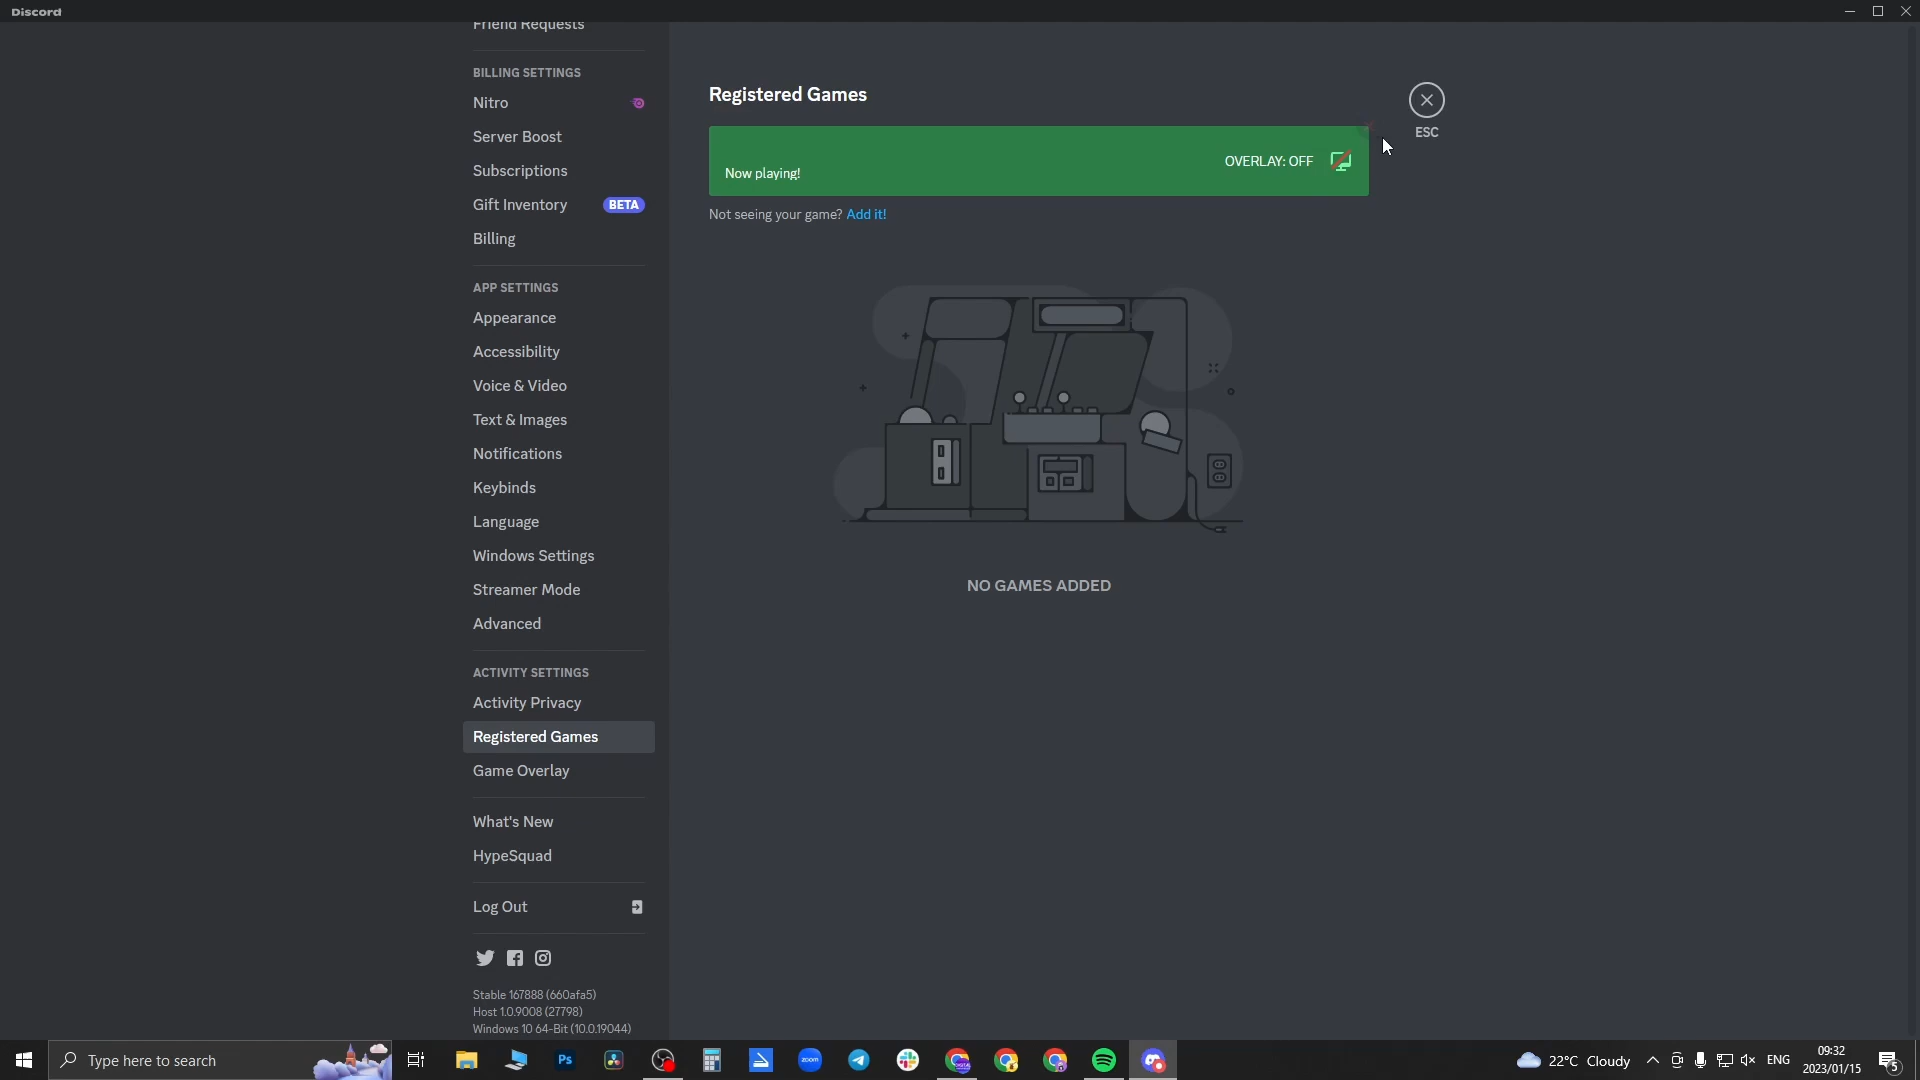 Discord
Friend Requests
BILLING SETTINGS
Nitro
Server Boost
Subscriptions
Gift Inventory BETA
Billing
APP SETTINGS
Appearance
Accessibility
Voice & Video
Text & Images
Notifications
Keybinds
Language
Windows Settings
Streamer Mode
Advanced
ACTIVITY SETTINGS
Activity Privacy
Registered Games
Game Overlay
What's New
HypeSquad
Log Out
Stable 167888 (660afa5)
Host 1.0.9008 (27798)
Windows 10 64-Bit (10.0.19044)
Registered Games
ESC
OVERLAY: OFF
Now playing!
Not seeing your game? Add it!
NO GAMES ADDED
Type here to search
Ps
zoom
22°C Cloudy
ENG
09:32
2023/01/15
5